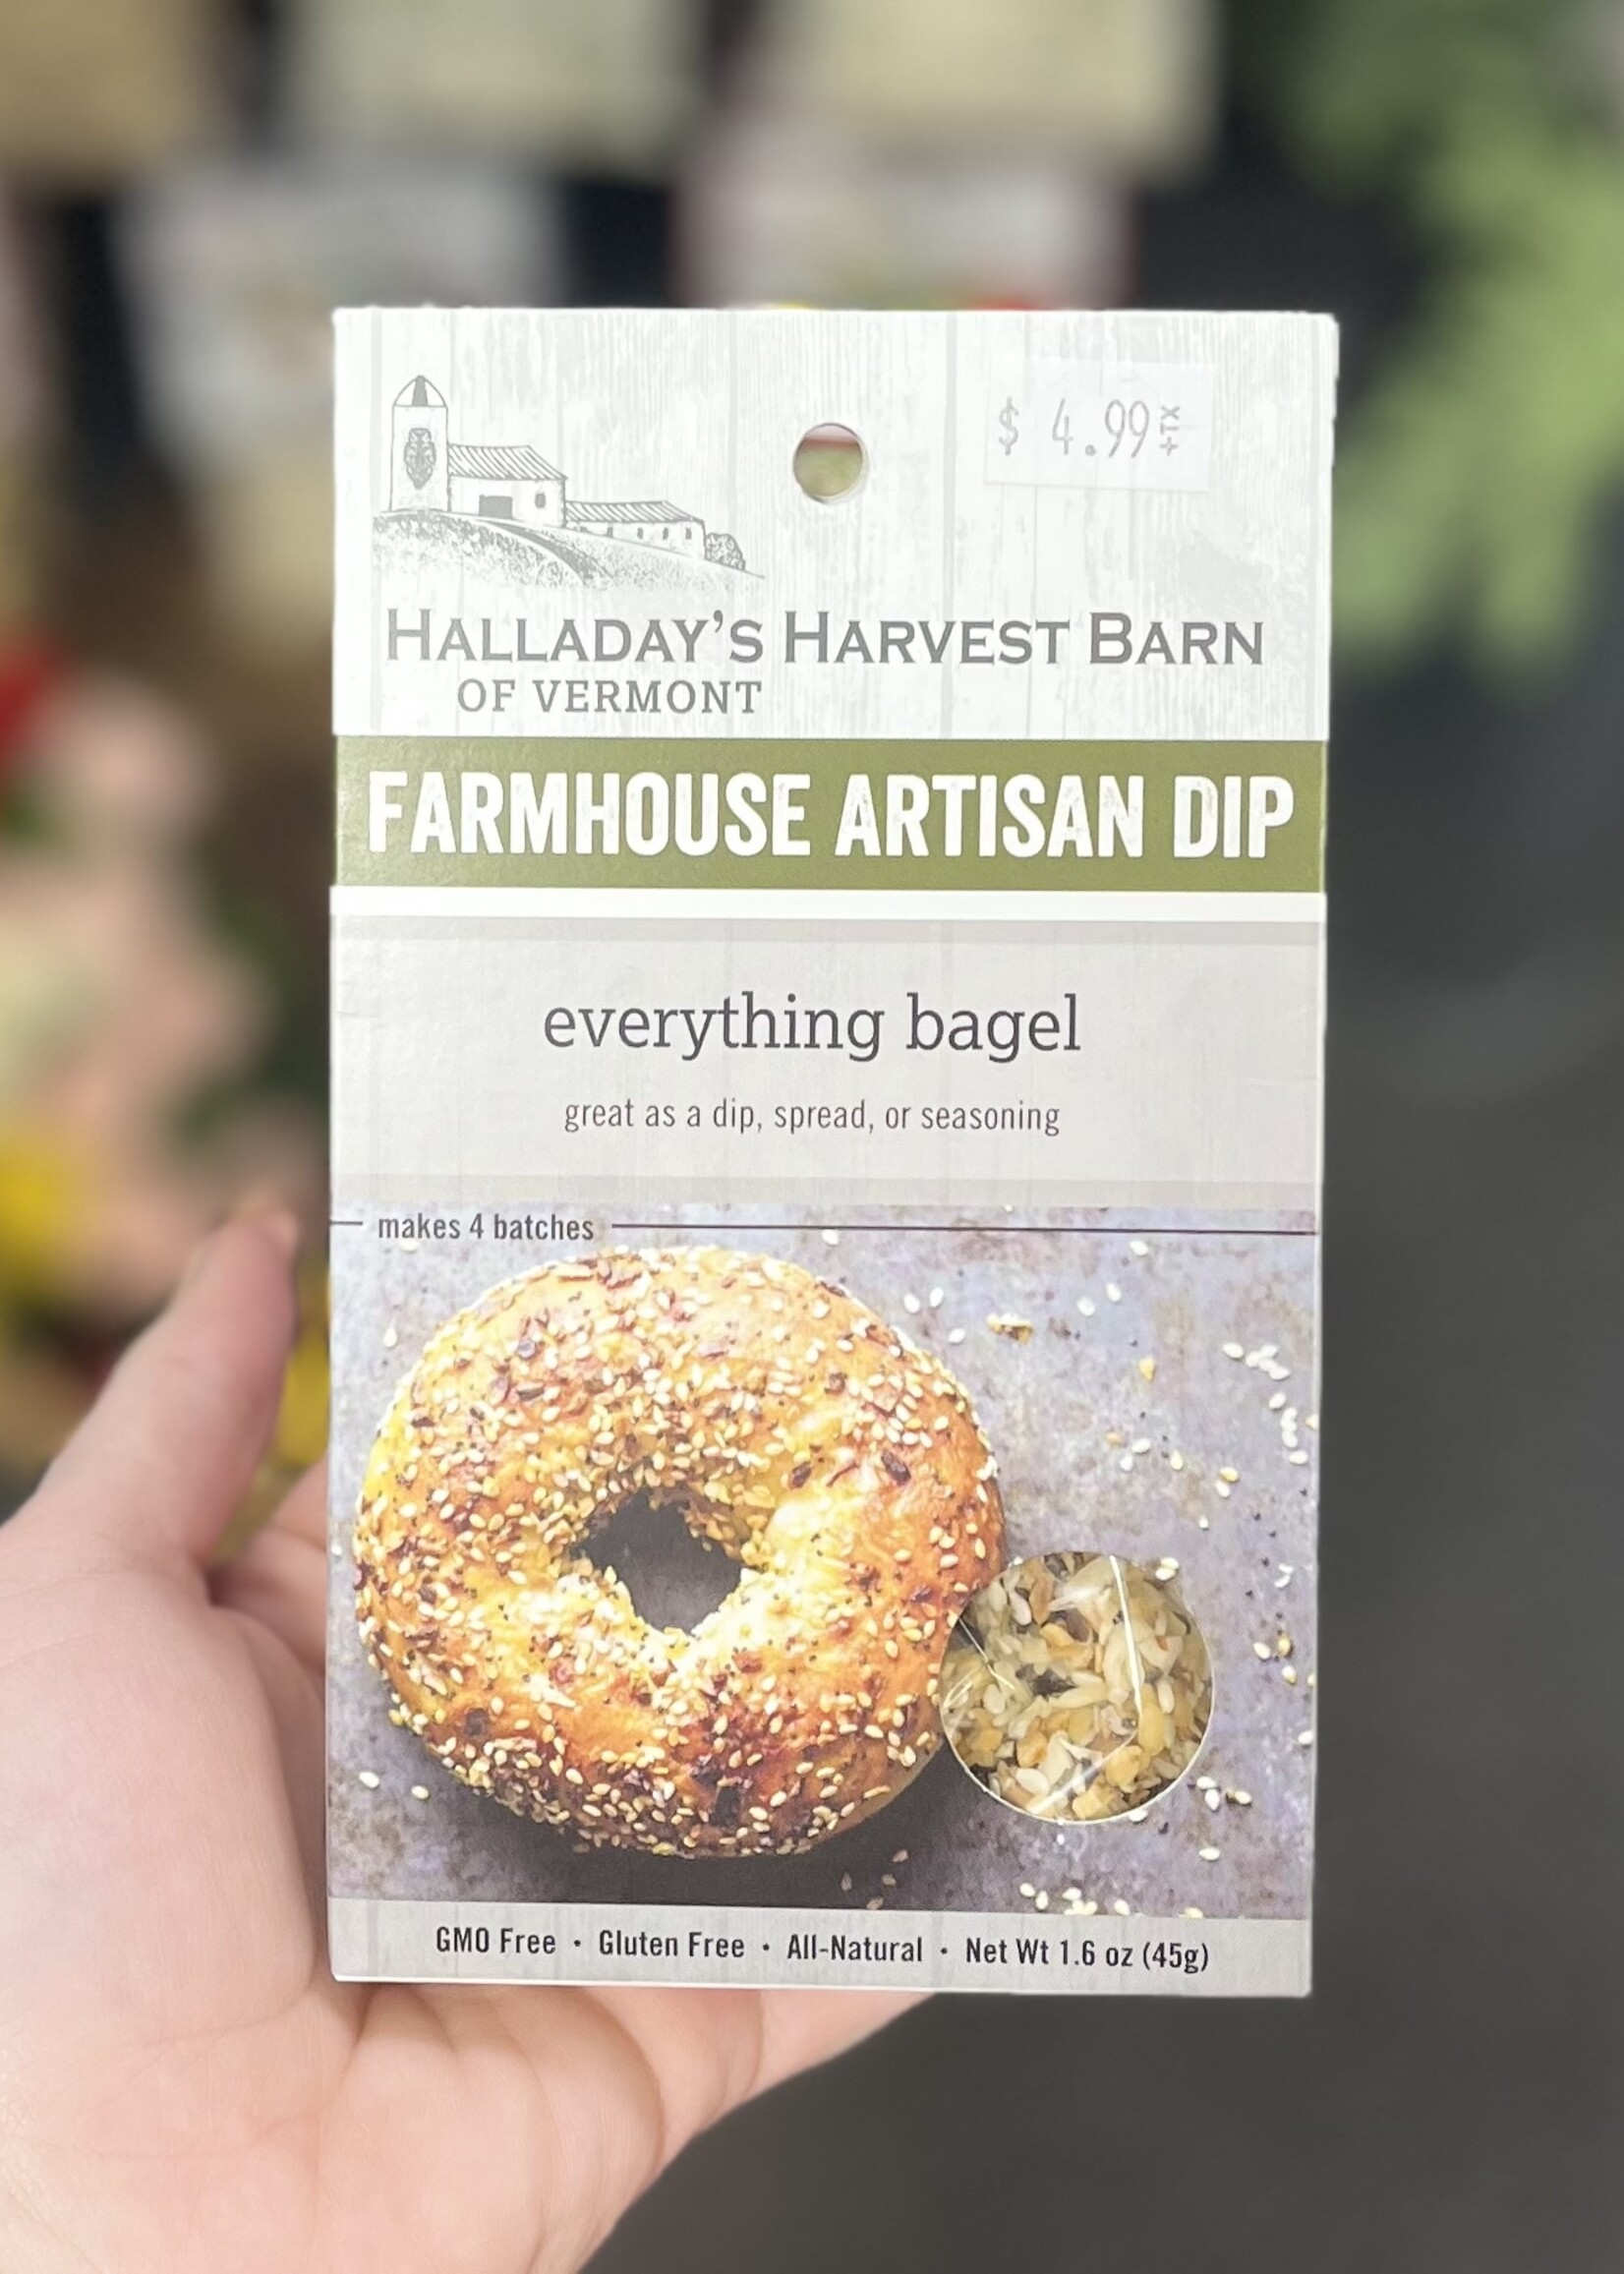 $ 4.99 +TX
HALLADAY'S HARVEST BARN
OF VERMONT
FARMHOUSE ARTISAN DIP
everything bagel
great as a dip, spread, or seasoning
makes 4 batches
GMO Free • Gluten Free • All-Natural • Net Wt 1.6 oz (45g)